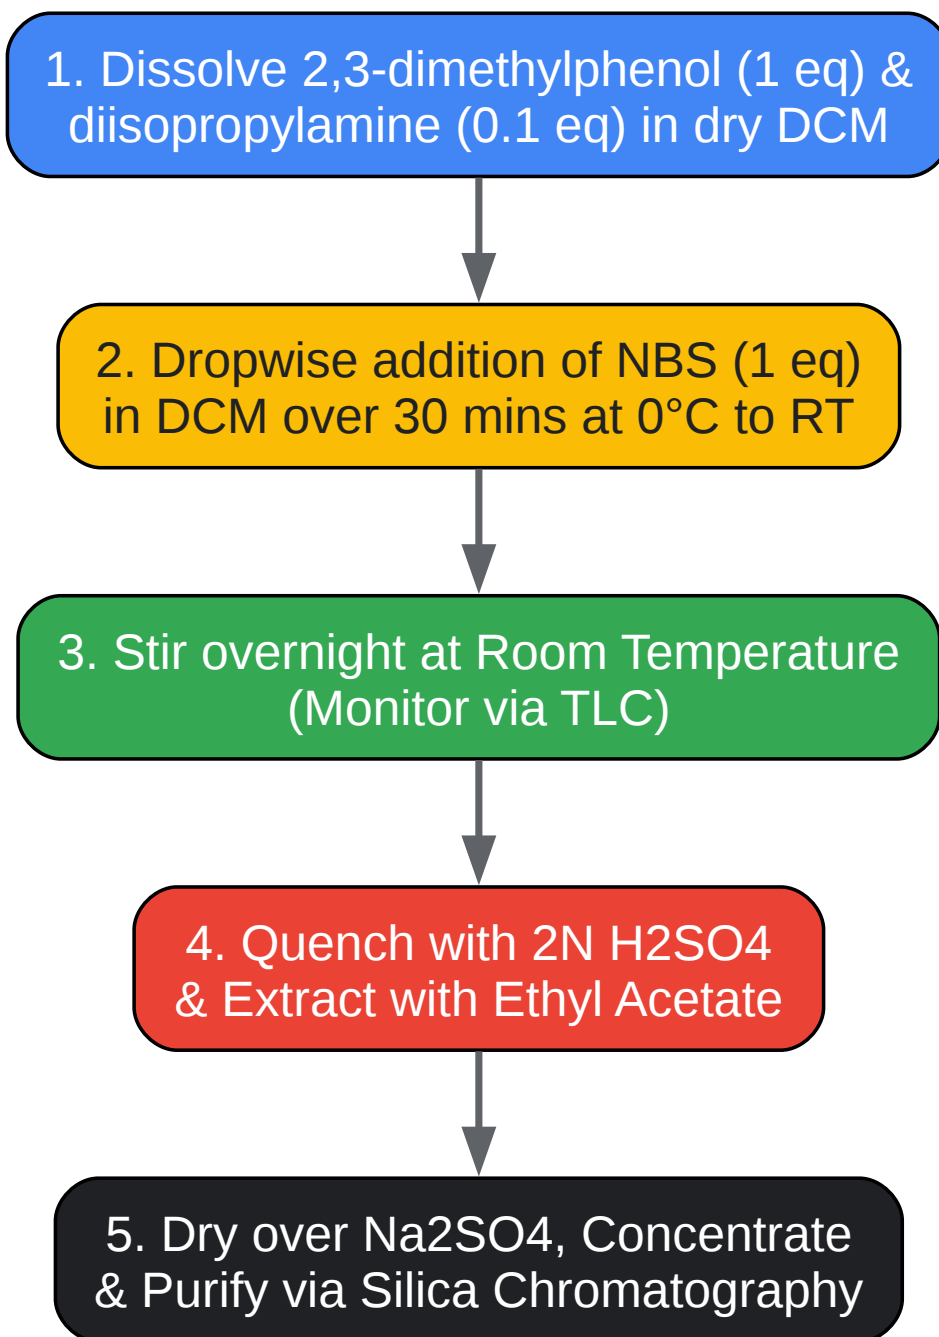 1. Dissolve 2,3-dimethylphenol (1 eq) &
diisopropylamine (0.1 eq) in dry DCM
2. Dropwise addition of NBS (1 eq)
in DCM over 30 mins at 0°C to RT
3. Stir overnight at Room Temperature
(Monitor via TLC)
4. Quench with 2N H2SO4
& Extract with Ethyl Acetate
5. Dry over Na2SO4, Concentrate
& Purify via Silica Chromatography